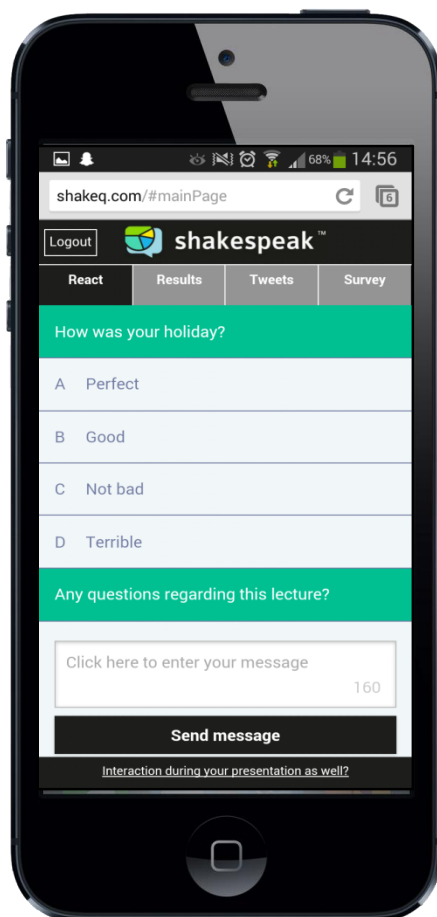 68% 14:56
shakeq.com/#mainPage
6
Logout
shakespeak™
React Results Tweets Survey
How was your holiday?
A Perfect
B Good
C Not bad
D Terrible
Any questions regarding this lecture?
Click here to enter your message
160
Send message
Interaction during your presentation as well?